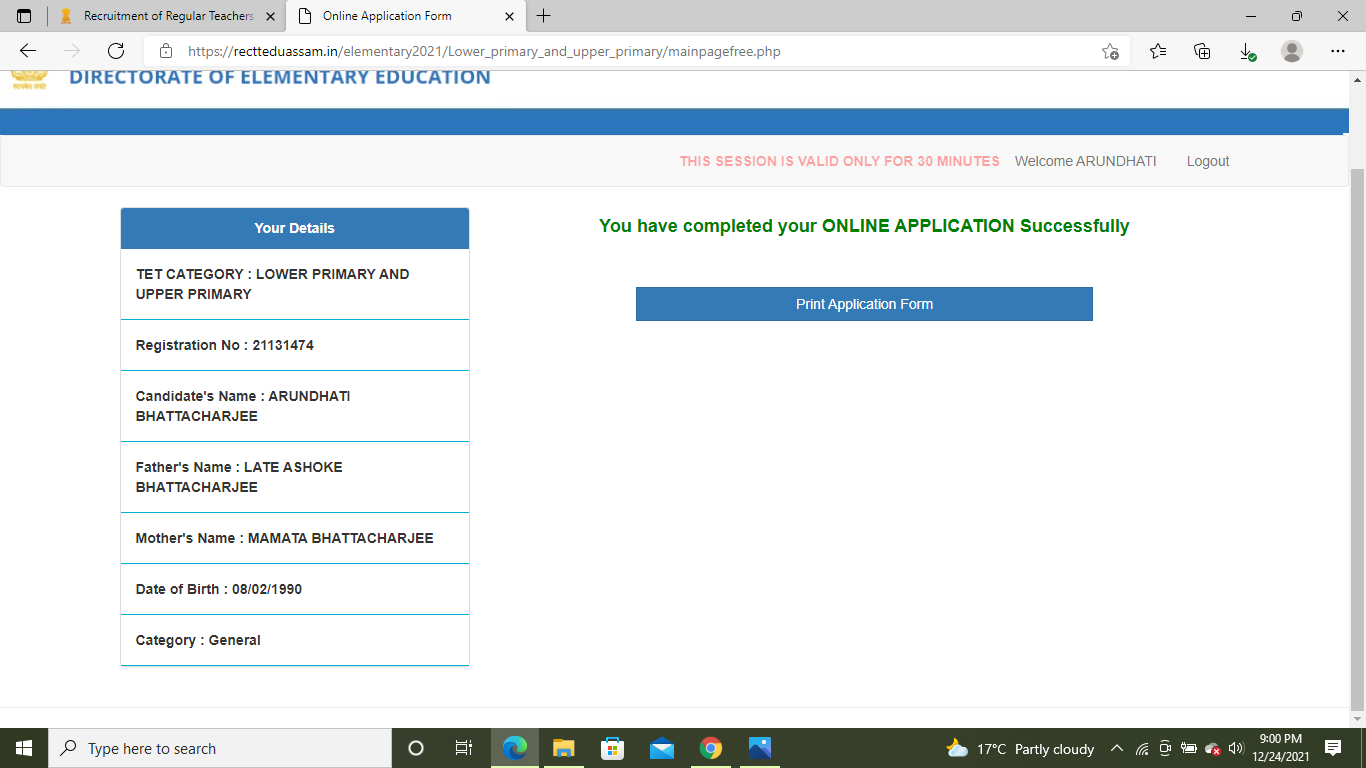 Recruitment of Regular Teachers
Online Application Form
https://rectteduassam.in/elementary2021/Lower_primary_and_upper_primary/mainpagefree.php
DIRECTORATE OF ELEMENTARY EDUCATION
THIS SESSION IS VALID ONLY FOR 30 MINUTES Welcome ARUNDHATI Logout
Your Details
TET CATEGORY : LOWER PRIMARY AND
UPPER PRIMARY
Registration No : 21131474
Candidate's Name : ARUNDHATI
BHATTACHARJEE
Father's Name : LATE ASHOKE
BHATTACHARJEE
Mother's Name : MAMATA BHATTACHARJEE
Date of Birth : 08/02/1990
Category : General
You have completed your ONLINE APPLICATION Successfully
Print Application Form
Type here to search
17°C Partly cloudy
9:00 PM
12/24/2021